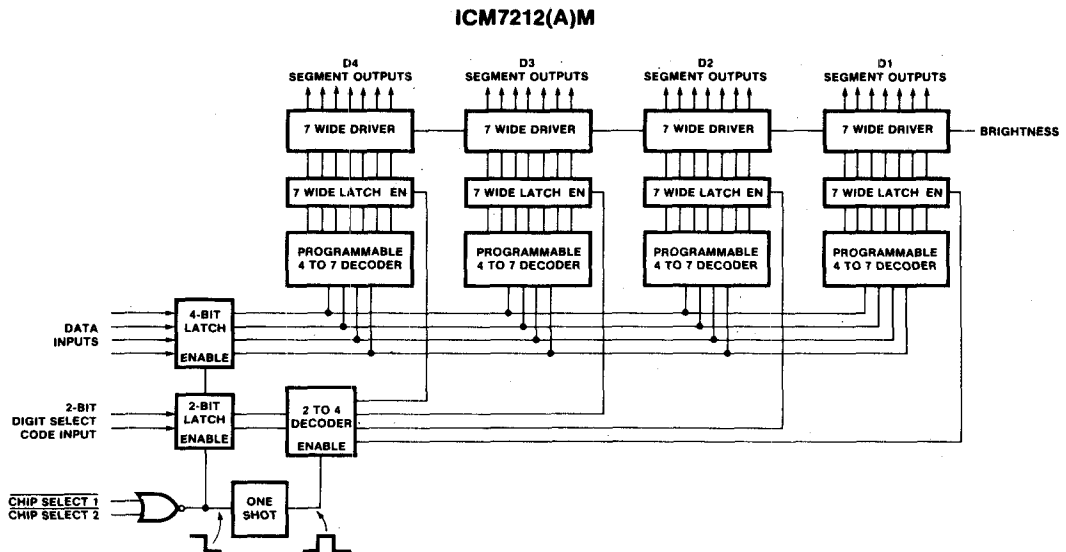 ICM7212(A)M
D4
SEGMENT OUTPUTS
D3
SEGMENT OUTPUTS
D2
SEGMENT OUTPUTS
D1
SEGMENT OUTPUTS
7 WIDE DRIVER
7 WIDE DRIVER
7 WIDE DRIVER
7 WIDE DRIVER
BRIGHTNESS
7 WIDE LATCH EN
7 WIDE LATCH EN
7 WIDE LATCH EN
7 WIDE LATCH EN
PROGRAMMABLE
4 TO 7 DECODER
PROGRAMMABLE
4 TO 7 DECODER
PROGRAMMABLE
4 TO 7 DECODER
PROGRAMMABLE
4 TO 7 DECODER
DATA
INPUTS
4-BIT
LATCH
ENABLE
2-BIT
DIGIT SELECT
CODE INPUT
2-BIT
LATCH
ENABLE
2 TO 4
DECODER
ENABLE
CHIP SELECT 1
CHIP SELECT 2
ONE
SHOT